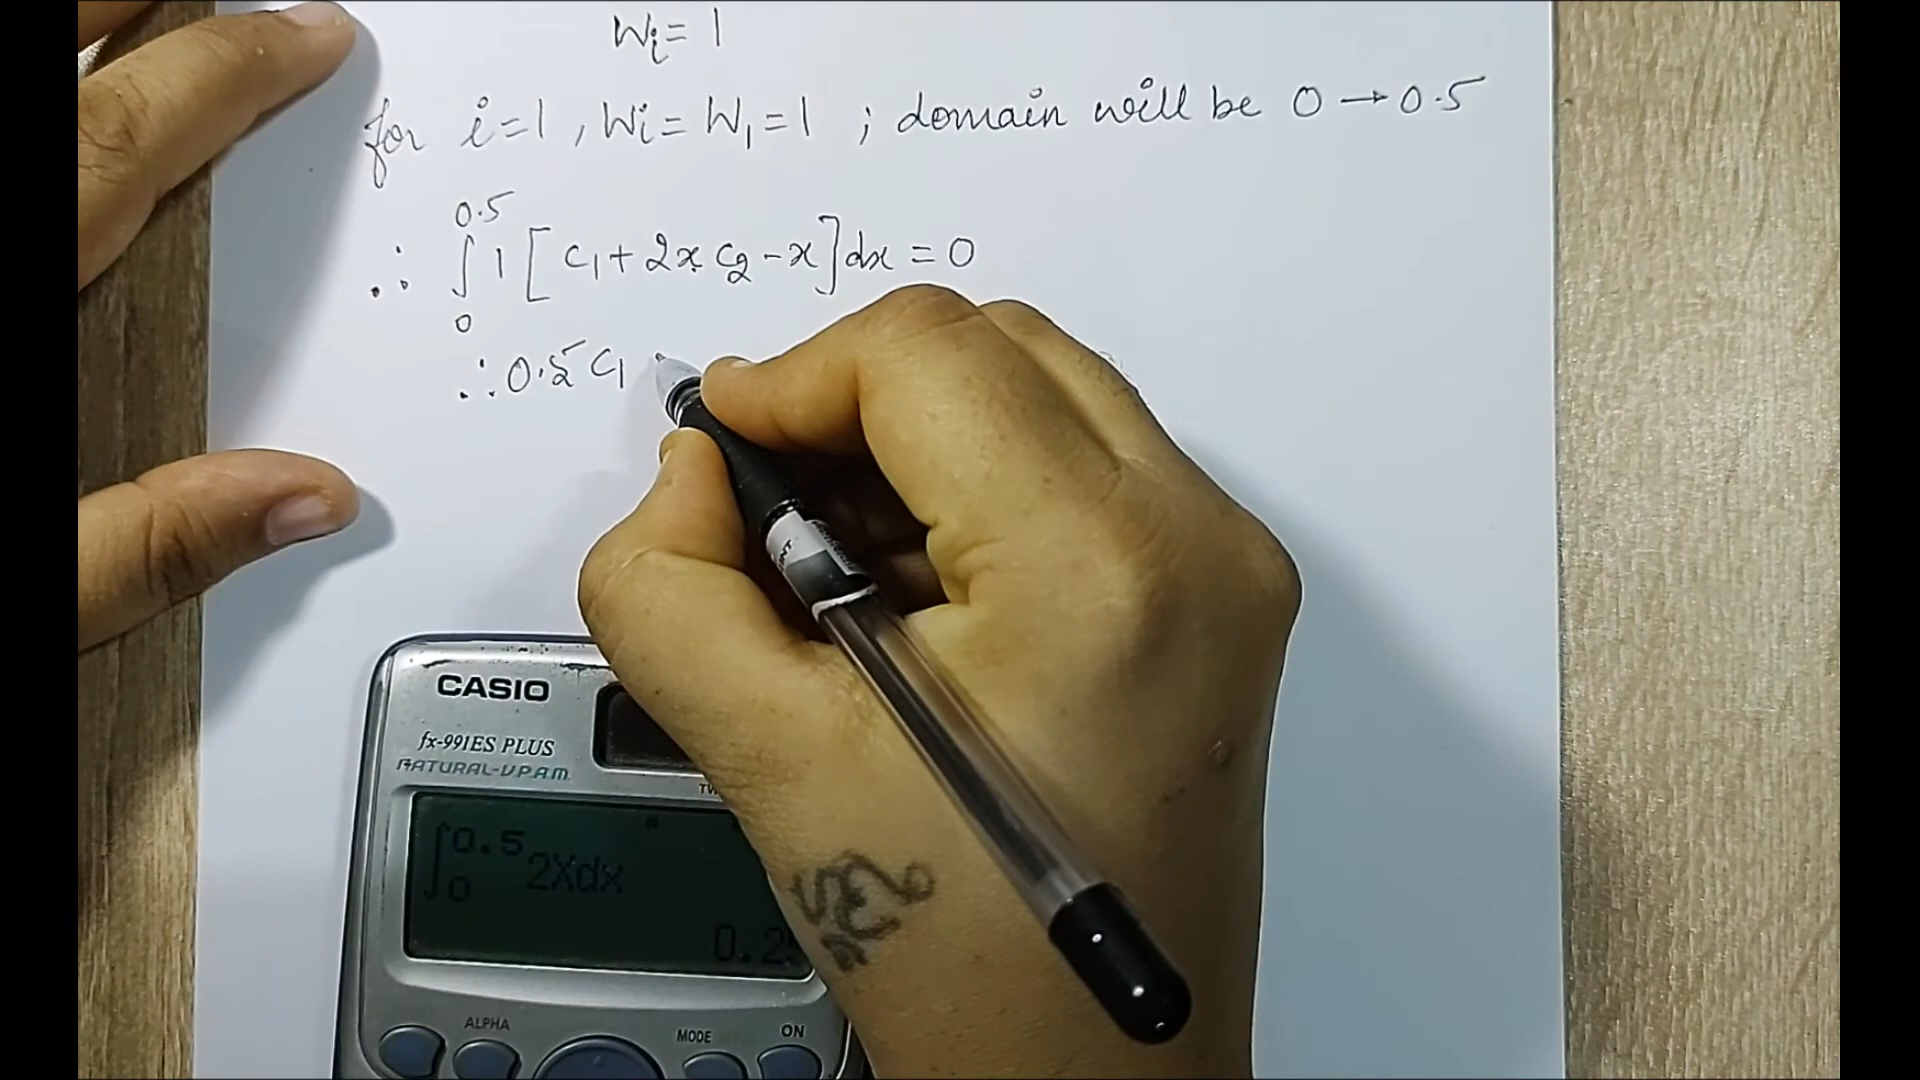 Wi = 1
for i=1, Wi = W1 = 1 ; domain will be 0 → 0.5
0.5
∴ ∫ 1 [ C1 + 2x C2 - x ] dx = 0
0
∴ 0.5 C1
CASIO
fx-991ES PLUS
NATURAL-V.P.A.M.
TW
∫0.5 0 2Xdx
0.2
ALPHA
MODE
ON